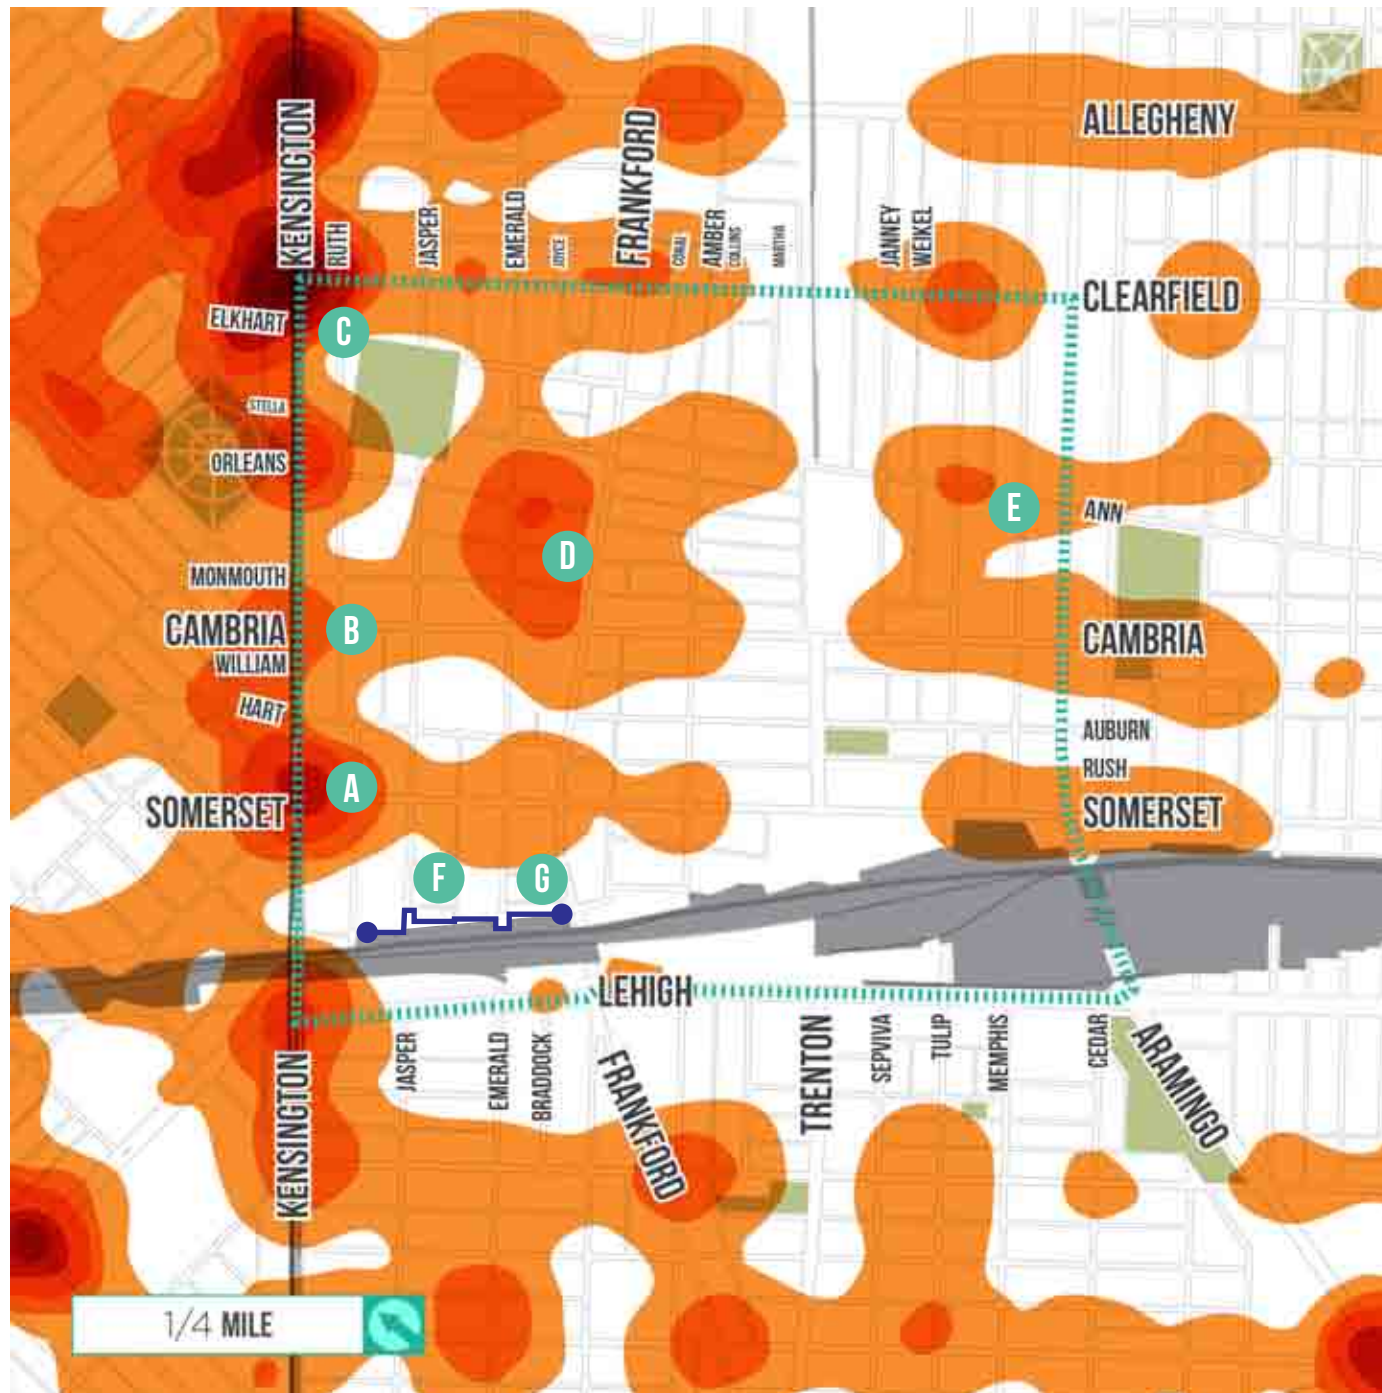 KENSINGTON
RUTH
JASPER
EMERALD
JOYCE
FRANKFORD
CORAL
AMBER
COLLINS
MARTHA
JANNEY
WEIKEL
ALLEGHENY
CLEARFIELD
ELKHART
C
STELLA
ORLEANS
E
ANN
D
MONMOUTH
CAMBRIA
B
CAMBRIA
WILLIAM
HART
AUBURN
RUSH
A
SOMERSET
SOMERSET
F
G
LEHIGH
KENSINGTON
JASPER
EMERALD
BRADDOCK
FRANKFORD
TRENTON
SEPVIVA
TULIP
MEMPHIS
CEDAR
ARAMINGO
1/4 MILE